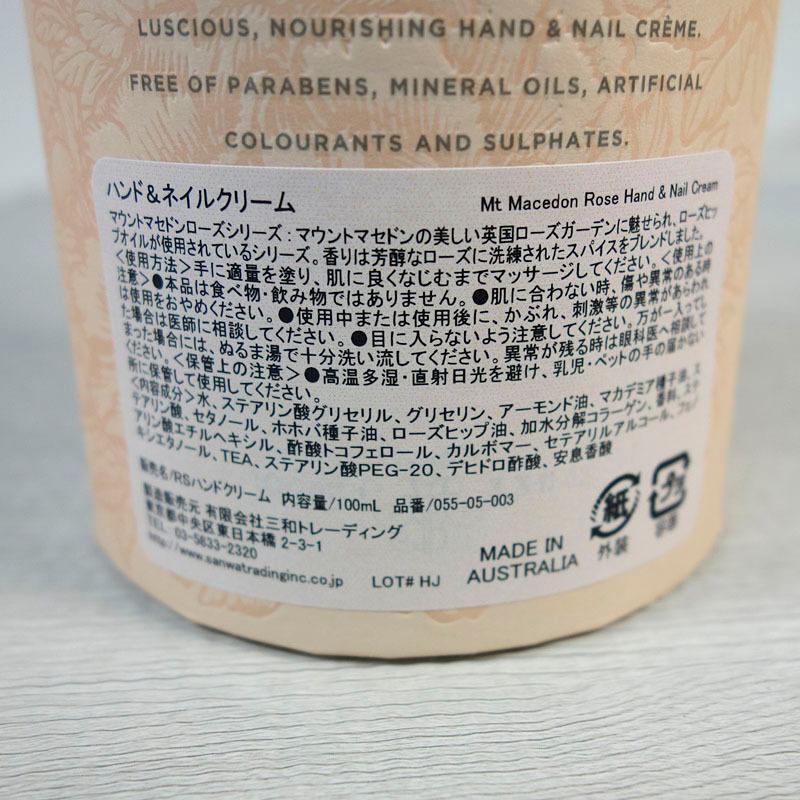 LUSCIOUS, NOURISHING HAND & NAIL CRÈME.
FREE OF PARABENS, MINERAL OILS, ARTIFICIAL
COLOURANTS AND SULPHATES.
ハンド&ネイルクリーム Mt Macedon Rose Hand & Nail Cream
マウントマセドンローズシリーズ:マウントマセドンの美しい英国ローズガーデンに魅せられ、ローズヒッ
プオイルが使用されているシリーズ。香りは芳醇なローズに洗練されたスパイスをブレンドしました。
<使用方法>手に適量を塗り、肌に良くなじむまでマッサージしてください。<使用上の
注意>●本品は食べ物・飲み物ではありません。●肌に合わない時、傷や異常のある時
は使用をおやめください。●使用中または使用後に、かぶれ、刺激等の異常があらわれ
た場合は医師に相談してください。●目に入らないよう注意してください。万が一入ってし
まった場合には、ぬるま湯で十分洗い流してください。異常が残る時は眼科医へ相談して
ください。<保管上の注意>●高温多湿・直射日光を避け、乳児・ペットの手の届かない
所に保管して使用してください。
<内容成分>水、ステアリン酸グリセリル、グリセリン、アーモンド油、マカデミア種子油、ス
テアリン酸、セタノール、ホホバ種子油、ローズヒップ油、加水分解コラーゲン、香料、ステ
アリン酸エチルヘキシル、酢酸トコフェロール、カルボマー、セテアリルアルコール、フェノ
キシエタノール、TEA、ステアリン酸PEG-20、デヒドロ酢酸、安息香酸
販売名/RSハンドクリーム 内容量/100mL 品番/055-05-003
製造販売元 有限会社三和トレーディング
東京都中央区東日本橋 2-3-1
TEL 03-5833-2320
http://www.sanwatradinginc.co.jp LOT# HJ
MADE IN
AUSTRALIA
紙
外装
容器